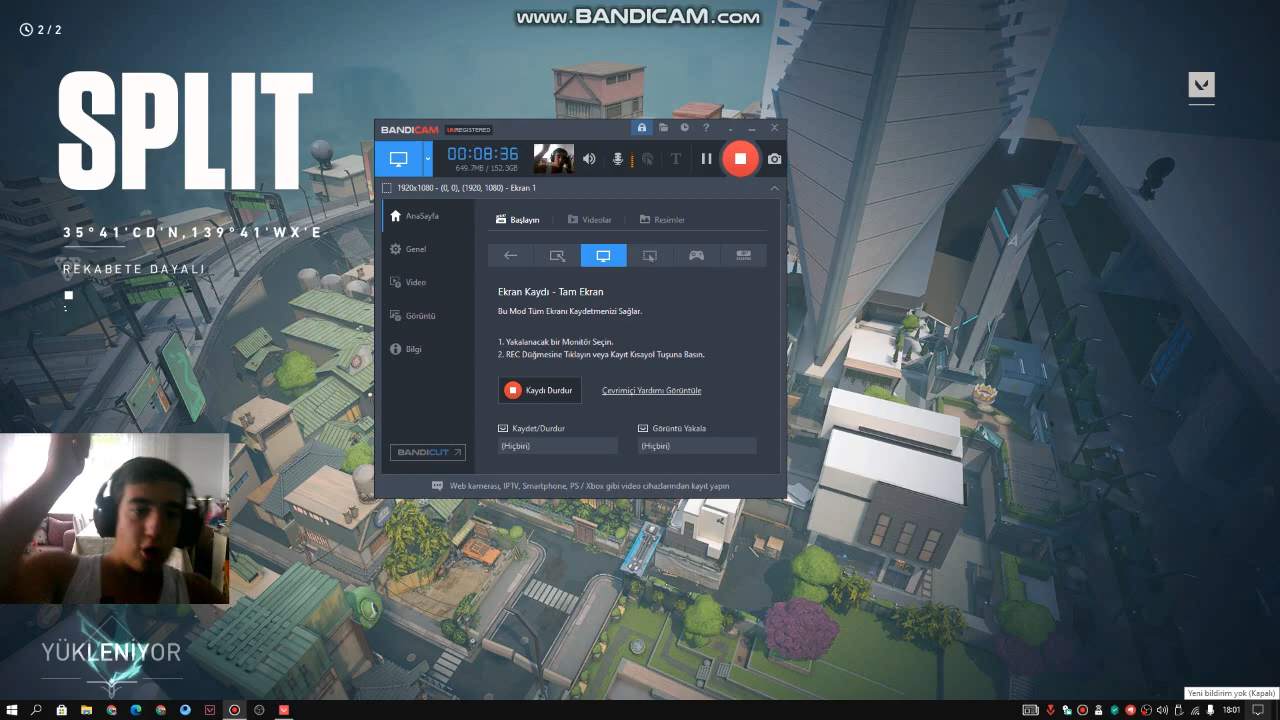 www.BANDICAM.com
2 / 2
SPLIT
35°41'CD'N,139°41'WX'E
REKABETE DAYALI
BANDICAM UNREGISTERED
?
00:08:36
649.7MB / 152.3GB
T
1920x1080 - (0, 0), (1920, 1080) - Ekran 1
AnaSayfa
Genel
Video
Görüntü
Bilgi
BANDICUT
Başlayın
Videolar
Resimler
Ekran Kaydı - Tam Ekran
Bu Mod Tüm Ekranı Kaydetmenizi Sağlar.
1. Yakalanacak bir Monitör Seçin.
2. REC Düğmesine Tıklayın veya Kayıt Kısayol Tuşuna Basın.
Kaydı Durdur
Çevrimiçi Yardımı Görüntüle
Kaydet/Durdur
Görüntü Yakala
(Hiçbiri)
(Hiçbiri)
Web kamerası, IPTV, Smartphone, PS / Xbox gibi video cihazlarından kayıt yapın
YÜKLENİYOR
Yeni bildirim yok (Kapalı)
18:01